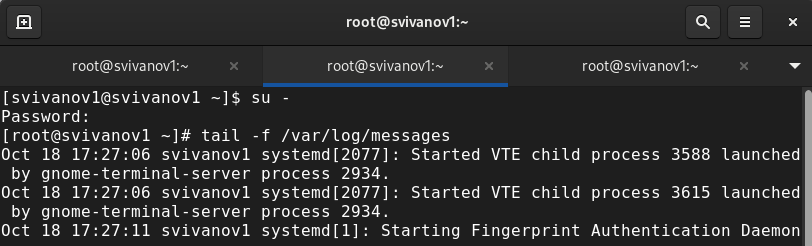 root@svivanov1:~
root@svivanov1:~ root@svivanov1:~ root@svivanov1:~
[svivanov1@svivanov1 ~]$ su -
Password:
[root@svivanov1 ~]# tail -f /var/log/messages
Oct 18 17:27:06 svivanov1 systemd[2077]: Started VTE child process 3588 launched
 by gnome-terminal-server process 2934.
Oct 18 17:27:06 svivanov1 systemd[2077]: Started VTE child process 3615 launched
 by gnome-terminal-server process 2934.
Oct 18 17:27:11 svivanov1 systemd[1]: Starting Fingerprint Authentication Daemon